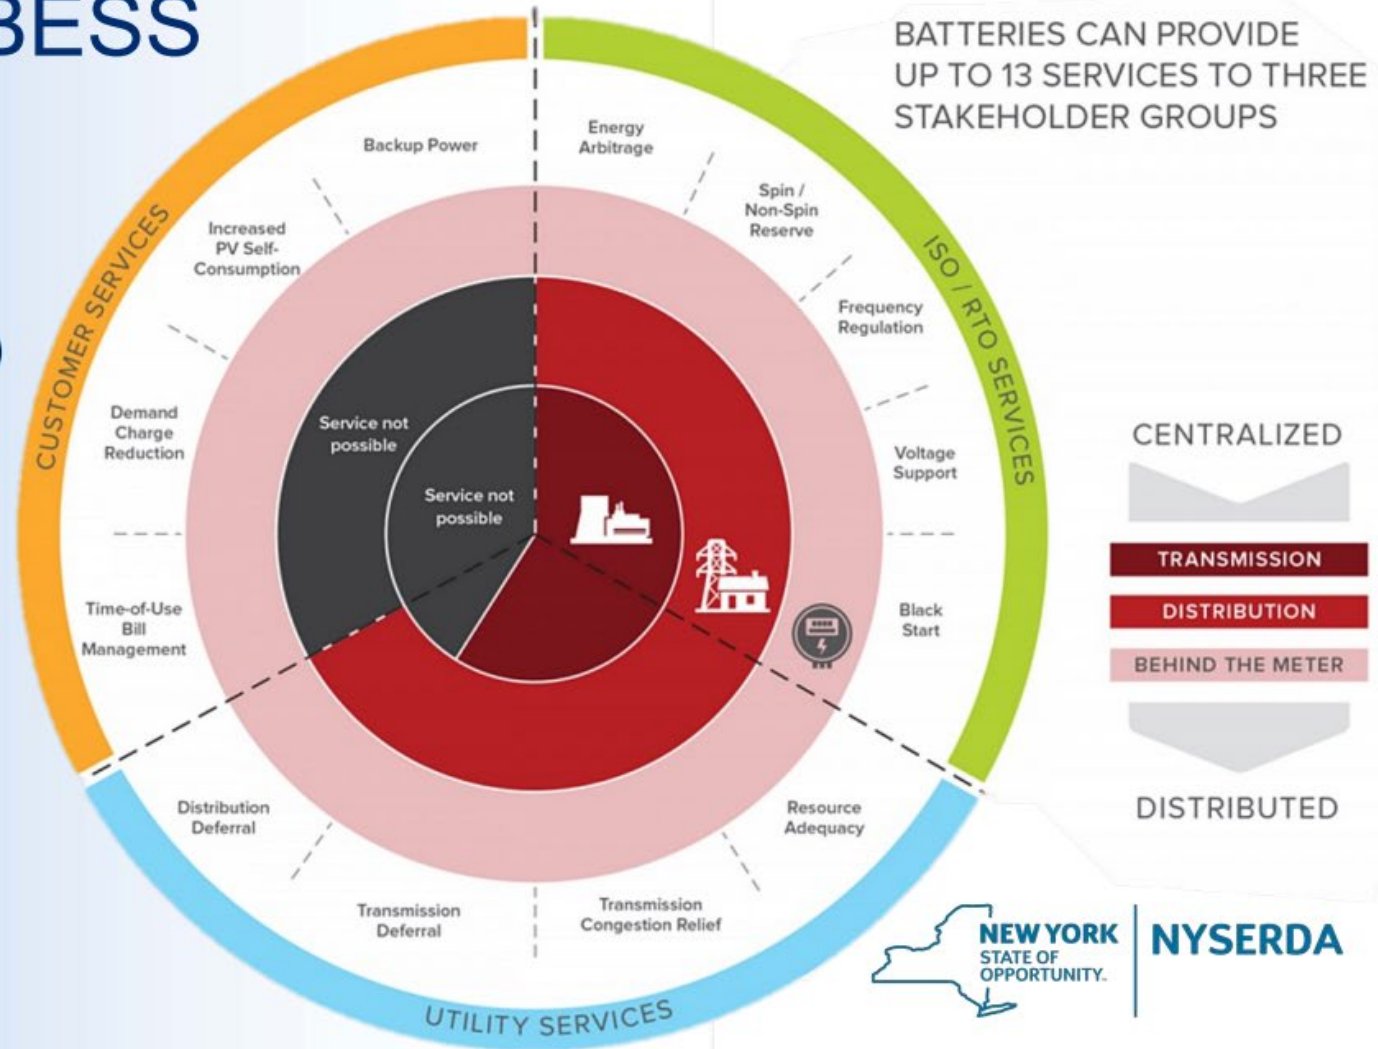 BESS
BATTERIES CAN PROVIDE
UP TO 13 SERVICES TO THREE
STAKEHOLDER GROUPS
CUSTOMER SERVICES
Backup Power
Increased
PV Self-
Consumption
Demand
Charge
Reduction
Time-of-Use
Bill
Management
ISO / RTO SERVICES
Energy
Arbitrage
Spin /
Non-Spin
Reserve
Frequency
Regulation
Voltage
Support
Black
Start
UTILITY SERVICES
Resource
Adequacy
Transmission
Congestion Relief
Transmission
Deferral
Distribution
Deferral
Service not
possible
Service not
possible
CENTRALIZED
TRANSMISSION
DISTRIBUTION
BEHIND THE METER
DISTRIBUTED
NEW YORK
STATE OF
OPPORTUNITY.
NYSERDA